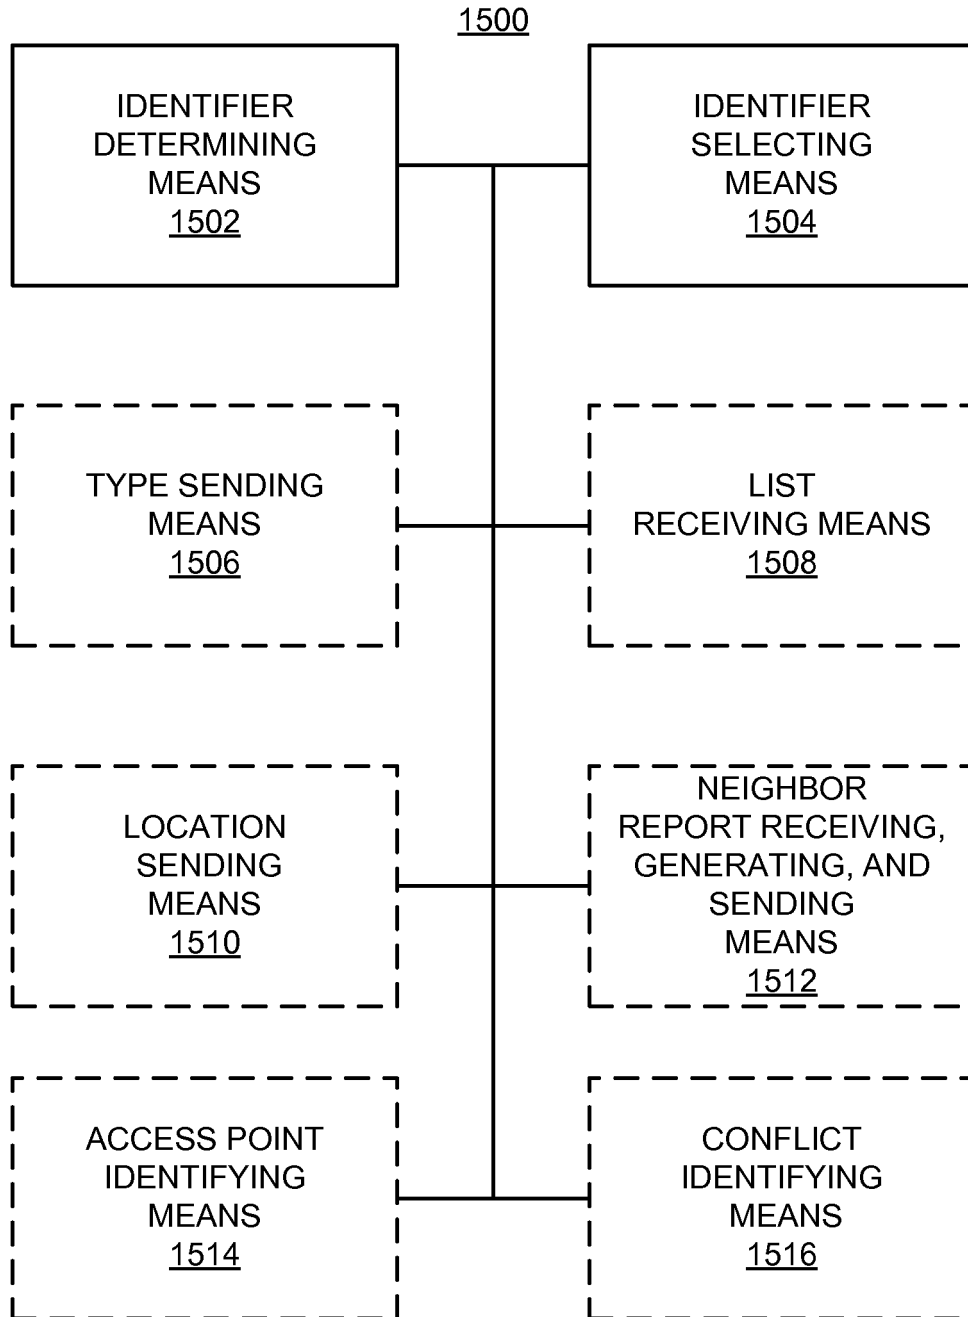 1500
IDENTIFIER
DETERMINING
MEANS
1502
IDENTIFIER
SELECTING
MEANS
1504
TYPE SENDING
MEANS
1506
LIST
RECEIVING MEANS
1508
LOCATION
SENDING
MEANS
1510
NEIGHBOR
REPORT RECEIVING,
GENERATING, AND
SENDING
MEANS
1512
ACCESS POINT
IDENTIFYING
MEANS
1514
CONFLICT
IDENTIFYING
MEANS
1516